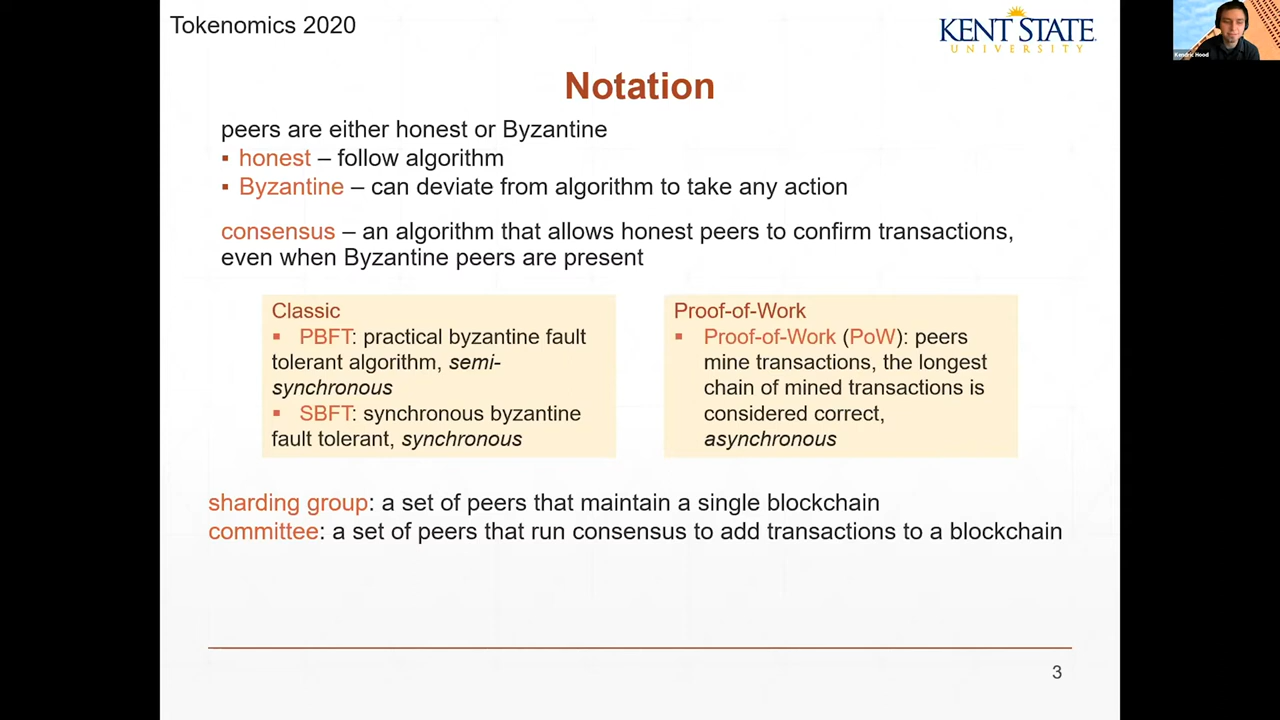 Tokenomics 2020
KENT STATE
UNIVERSITY
Kendric Hood
Notation
peers are either honest or Byzantine
▪ honest – follow algorithm
▪ Byzantine – can deviate from algorithm to take any action
consensus – an algorithm that allows honest peers to confirm transactions,
even when Byzantine peers are present
Classic
▪ PBFT: practical byzantine fault
tolerant algorithm, semi-
synchronous
▪ SBFT: synchronous byzantine
fault tolerant, synchronous
Proof-of-Work
▪ Proof-of-Work (PoW): peers
mine transactions, the longest
chain of mined transactions is
considered correct,
asynchronous
sharding group: a set of peers that maintain a single blockchain
committee: a set of peers that run consensus to add transactions to a blockchain
3